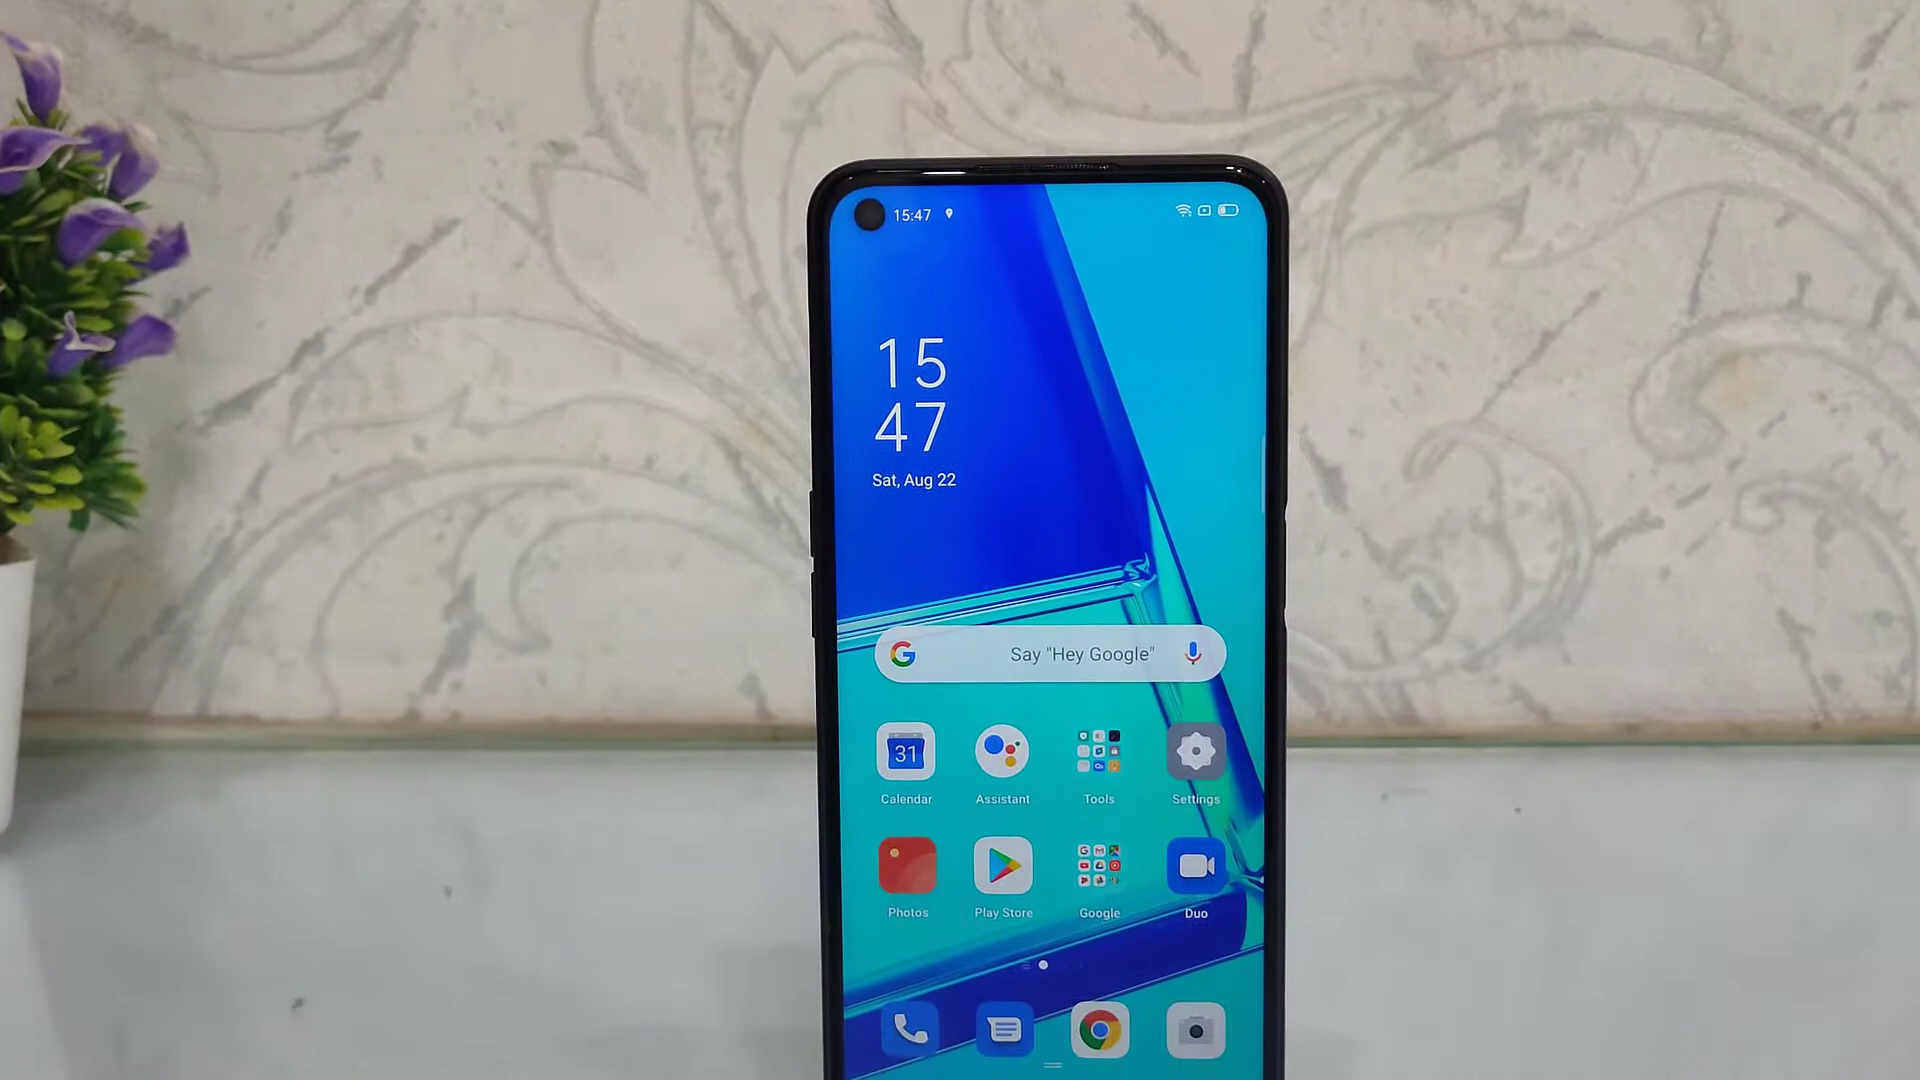 15:47
15
47
Sat, Aug 22
G Say "Hey Google"
31
Calendar Assistant Tools Settings
Photos Play Store Google Duo